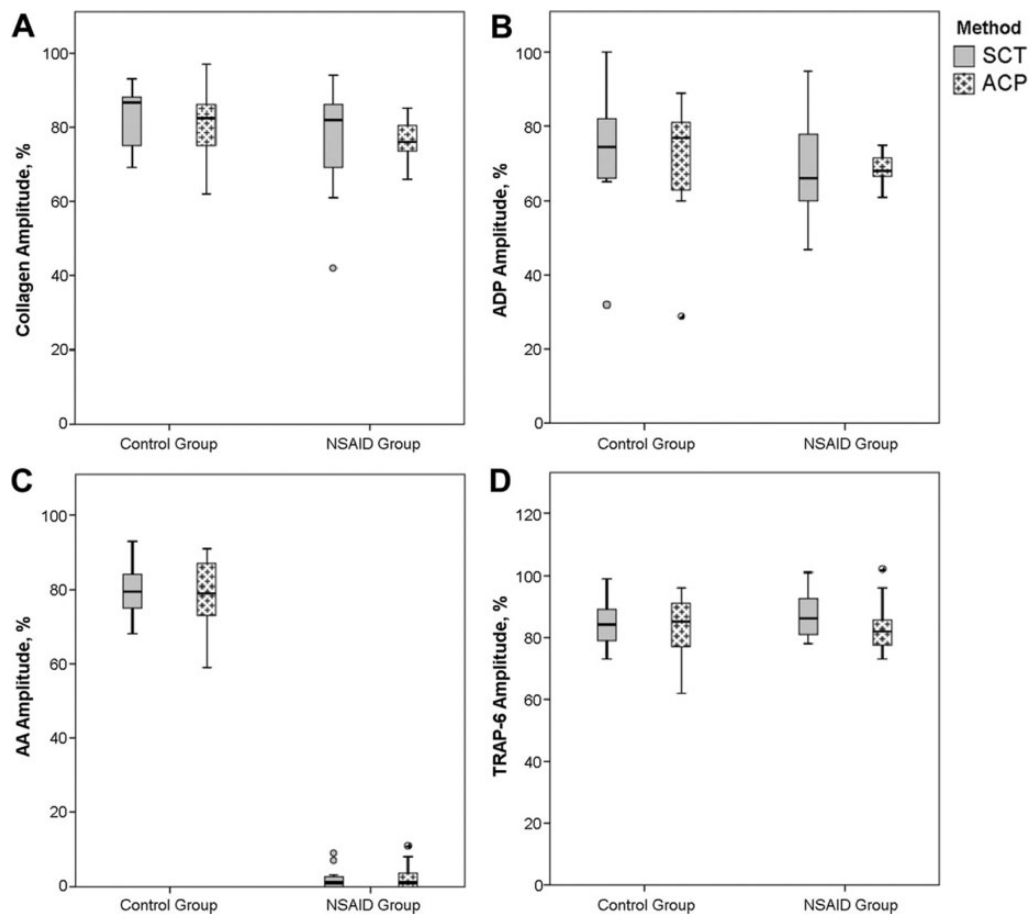 A
Collagen Amplitude, %
100
80
60
40
20
0
Control Group
NSAID Group
B
ADP Amplitude, %
100
80
60
40
20
0
Control Group
NSAID Group
Method
SCT
ACP
C
AA Amplitude, %
100
80
60
40
20
0
Control Group
NSAID Group
D
TRAP-6 Amplitude, %
120
100
80
60
40
20
0
Control Group
NSAID Group